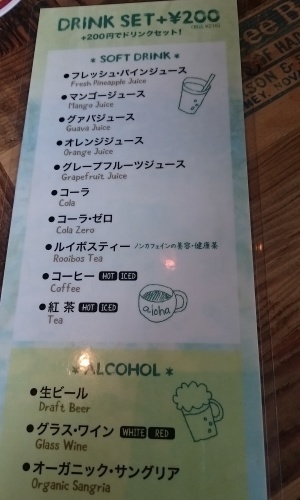 DRINK SET+¥200
+200円でドリンクセット!
* SOFT DRINK *
●フレッシュ・パインジュース
Fresh Pineapple Juice
●マンゴージュース
Mango Juice
●グァバジュース
Guava Juice
●オレンジジュース
Orange Juice
●グレープフルーツジュース
Grapefruit Juice
●コーラ
Cola
●コーラ・ゼロ
Cola Zero
●ルイボスティー ノンカフェインの美容・健康茶
Rooibos Tea
●コーヒー HOT ICED
Coffee
●紅茶 HOT ICED
Tea
aloha
* ALCOHOL *
●生ビール
Draft Beer
●グラス・ワイン WHITE RED
Glass Wine
●オーガニック・サングリア
Organic Sangria